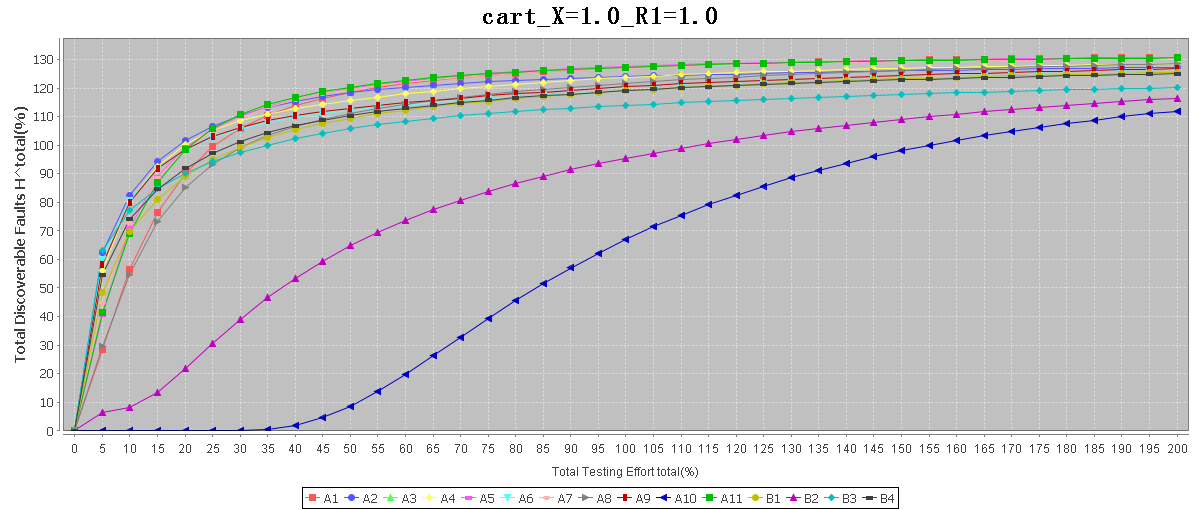 cart_X=1.0_R1=1.0
Total Discoverable Faults H^total(%)
130
120
110
100
90
80
70
60
50
40
30
20
10
0
0 5 10 15 20 25 30 35 40 45 50 55 60 65 70 75 80 85 90 95 100 105 110 115 120 125 130 135 140 145 150 155 160 165 170 175 180 185 190 195 200
Total Testing Effort total(%)
A1 A2 A3 A4 A5 A6 A7 A8 A9 A10 A11 B1 B2 B3 B4